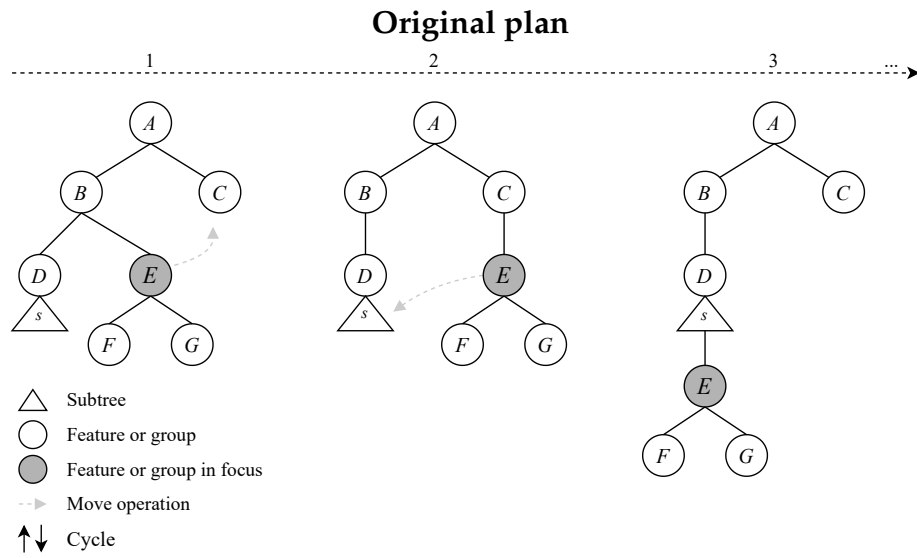 Original plan
1 2 3 ...
A A A
B C B C B C
D E D E D
s s s
F G F G
E
F G
Subtree
Feature or group
Feature or group in focus
Move operation
Cycle